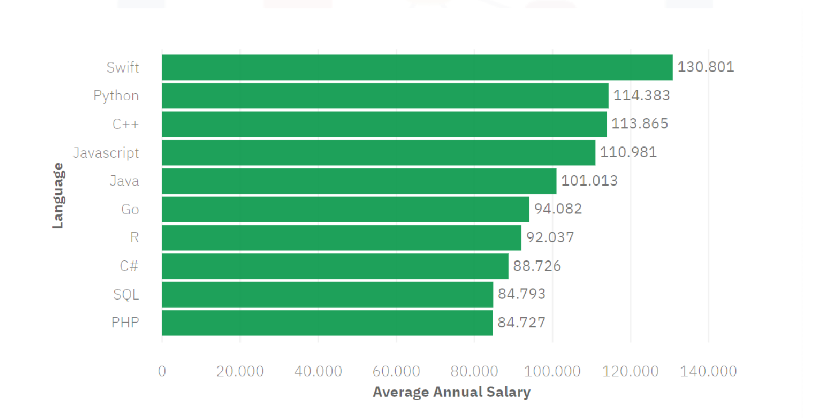 Swift 130.801
Python 114.383
C++ 113.865
Javascript 110.981
Java 101.013
Go 94.082
R 92.037
C# 88.726
SQL 84.793
PHP 84.727
Language
0 20.000 40.000 60.000 80.000 100.000 120.000 140.000
Average Annual Salary